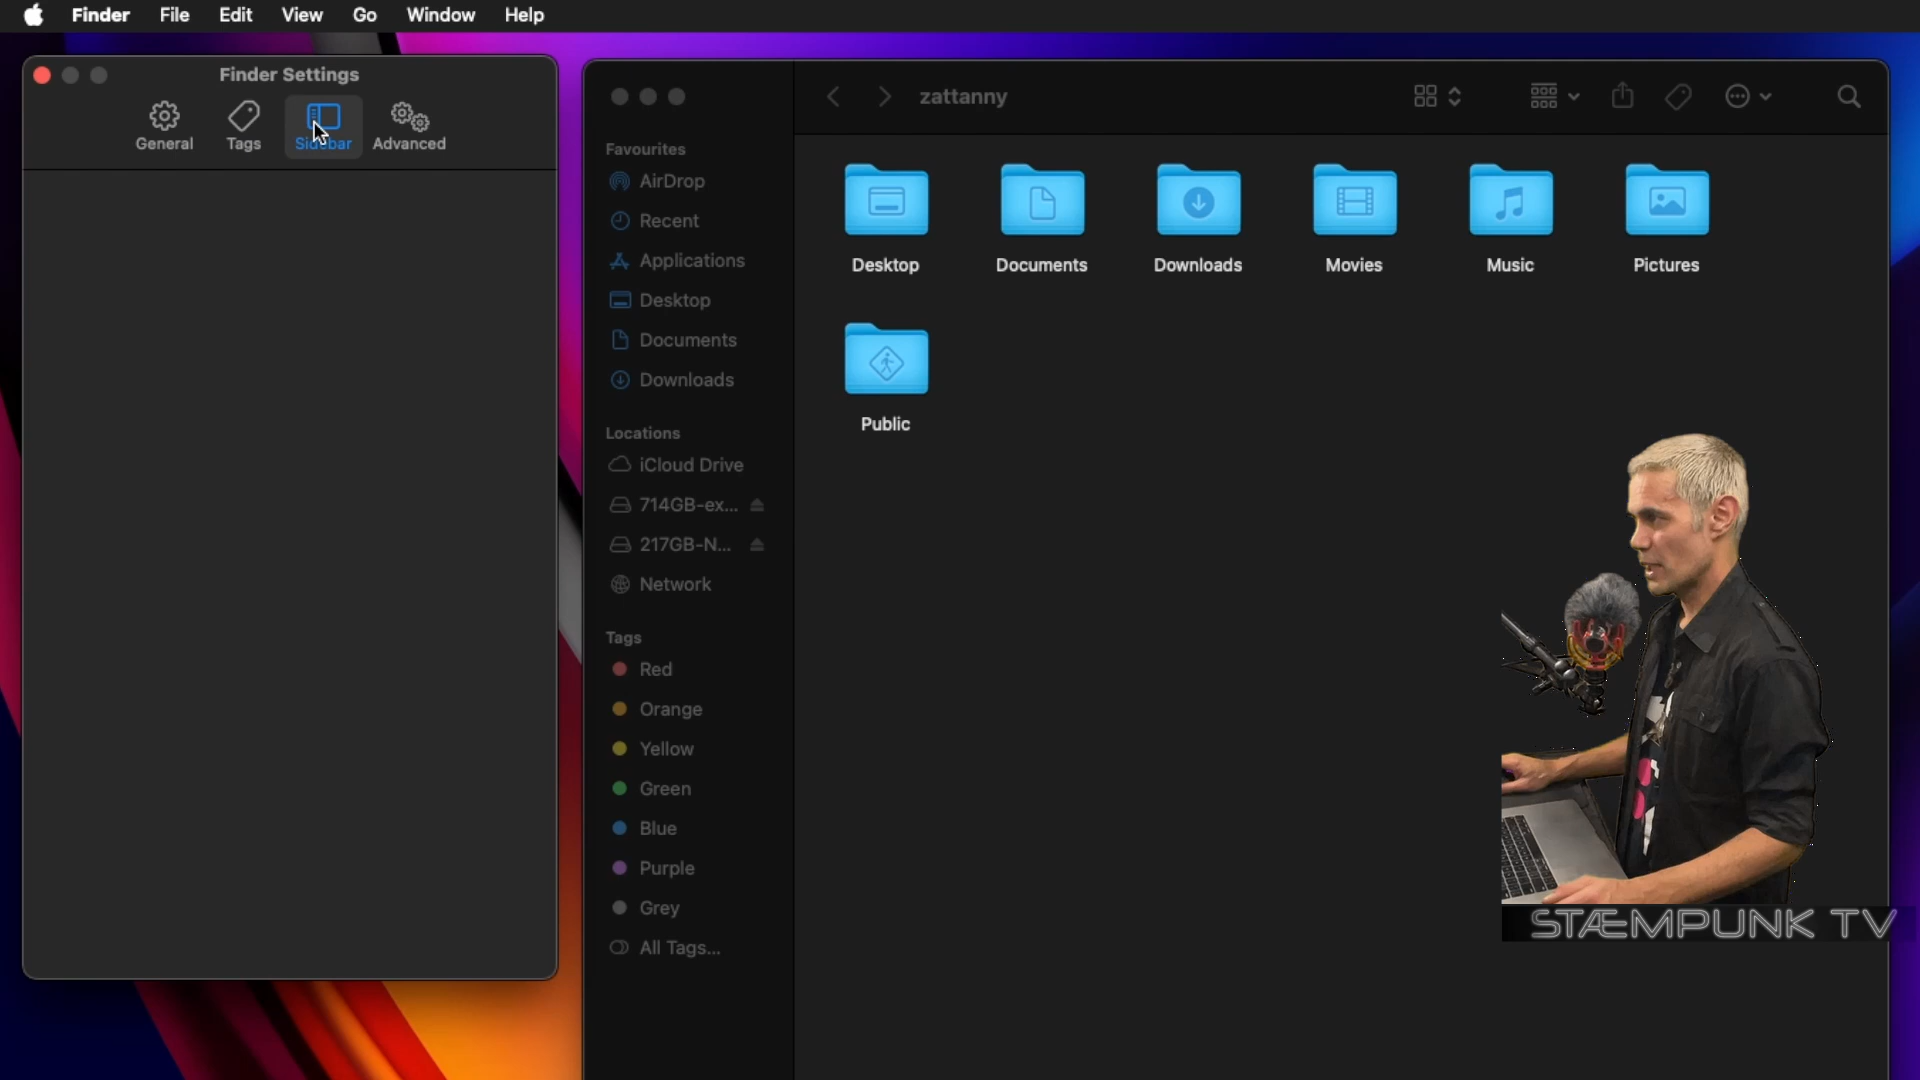 Finder File Edit View Go Window Help
Finder Settings
General Tags Sidebar Advanced
zattanny
Favourites
AirDrop
Recent
Applications
Desktop
Documents
Downloads
Locations
iCloud Drive
714GB-ex...
217GB-N...
Network
Tags
Red
Orange
Yellow
Green
Blue
Purple
Grey
All Tags...
Desktop Documents Downloads Movies Music Pictures
Public
STÆMPUNK TV